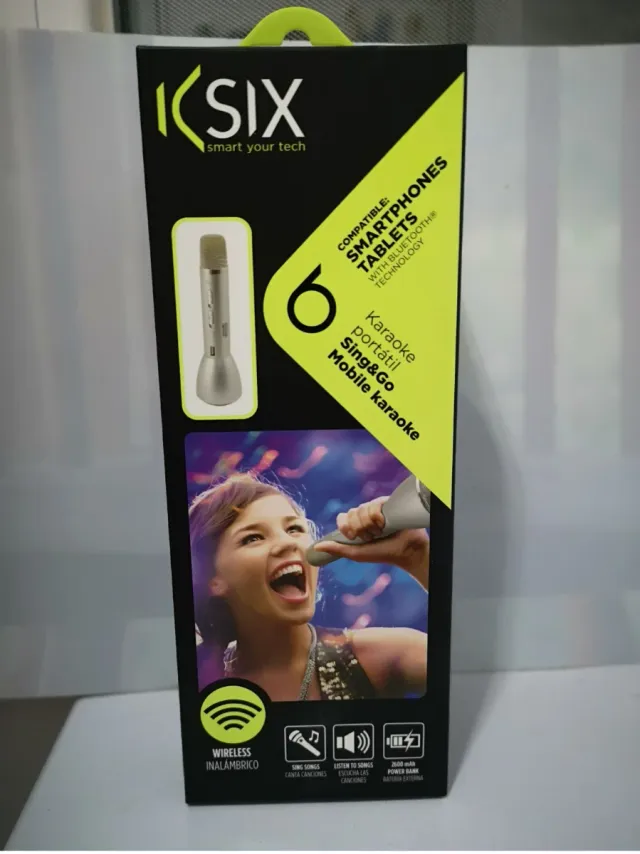 KSIX
smart your tech
COMPATIBLE:
SMARTPHONES
TABLETS
WITH BLUETOOTH®
TECHNOLOGY
Karaoke
portátil
Sing&Go
Mobile karaoke
WIRELESS
INALÁMBRICO
SING SONGS
CANTA CANCIONES
LISTEN TO SONGS
ESCUCHA LAS
CANCIONES
2600 mAh
POWER BANK
BATERÍA EXTERNA